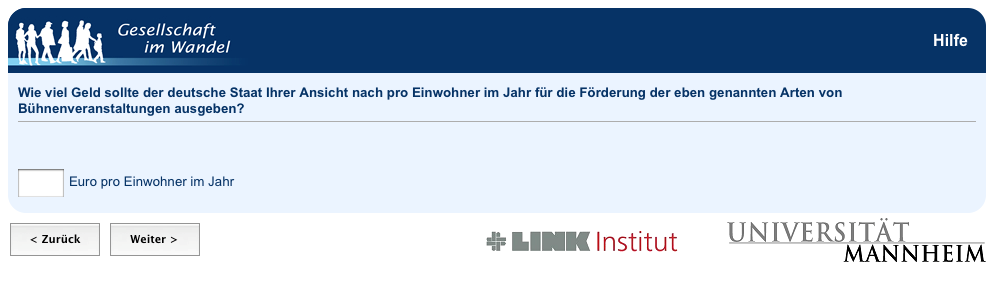 Gesellschaft
im Wandel
Hilfe
Wie viel Geld sollte der deutsche Staat Ihrer Ansicht nach pro Einwohner im Jahr für die Förderung der eben genannten Arten von
Bühnenveranstaltungen ausgeben?
Euro pro Einwohner im Jahr
< Zurück
Weiter >
LINK Institut
UNIVERSITÄT
MANNHEIM